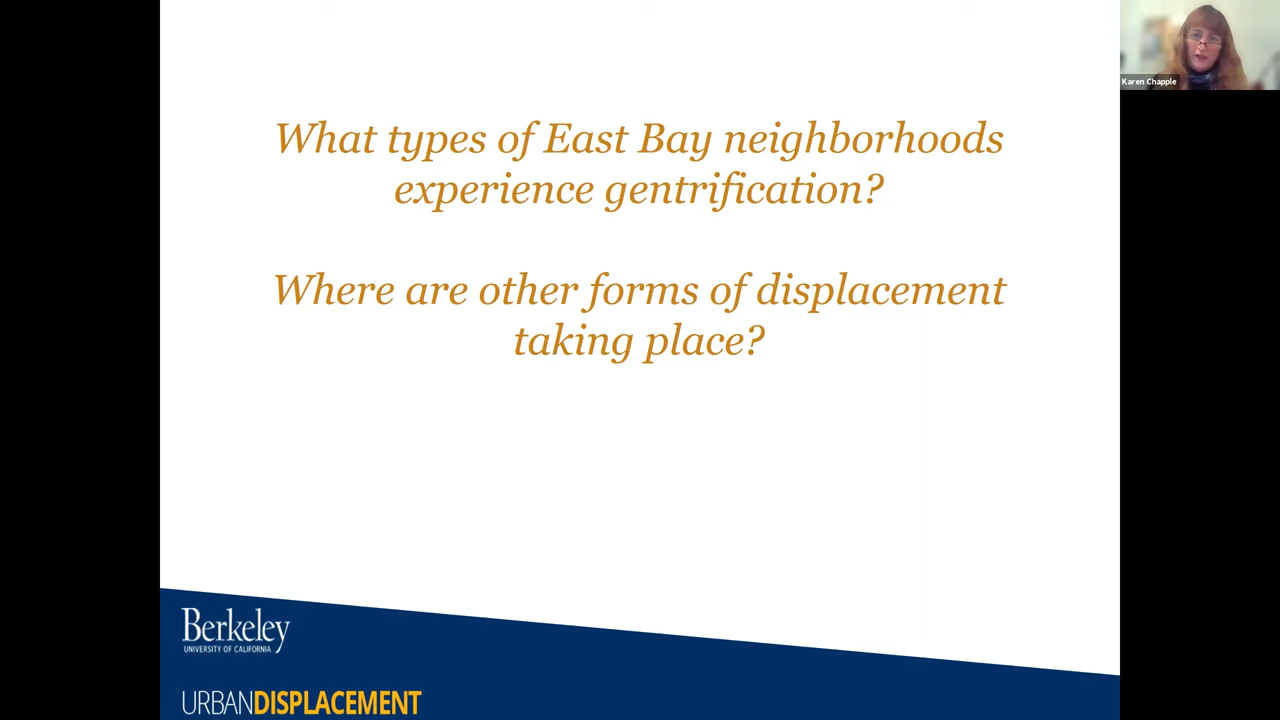 Karen Chapple
What types of East Bay neighborhoods
experience gentrification?
Where are other forms of displacement
taking place?
Berkeley
UNIVERSITY OF CALIFORNIA
URBANDISPLACEMENT